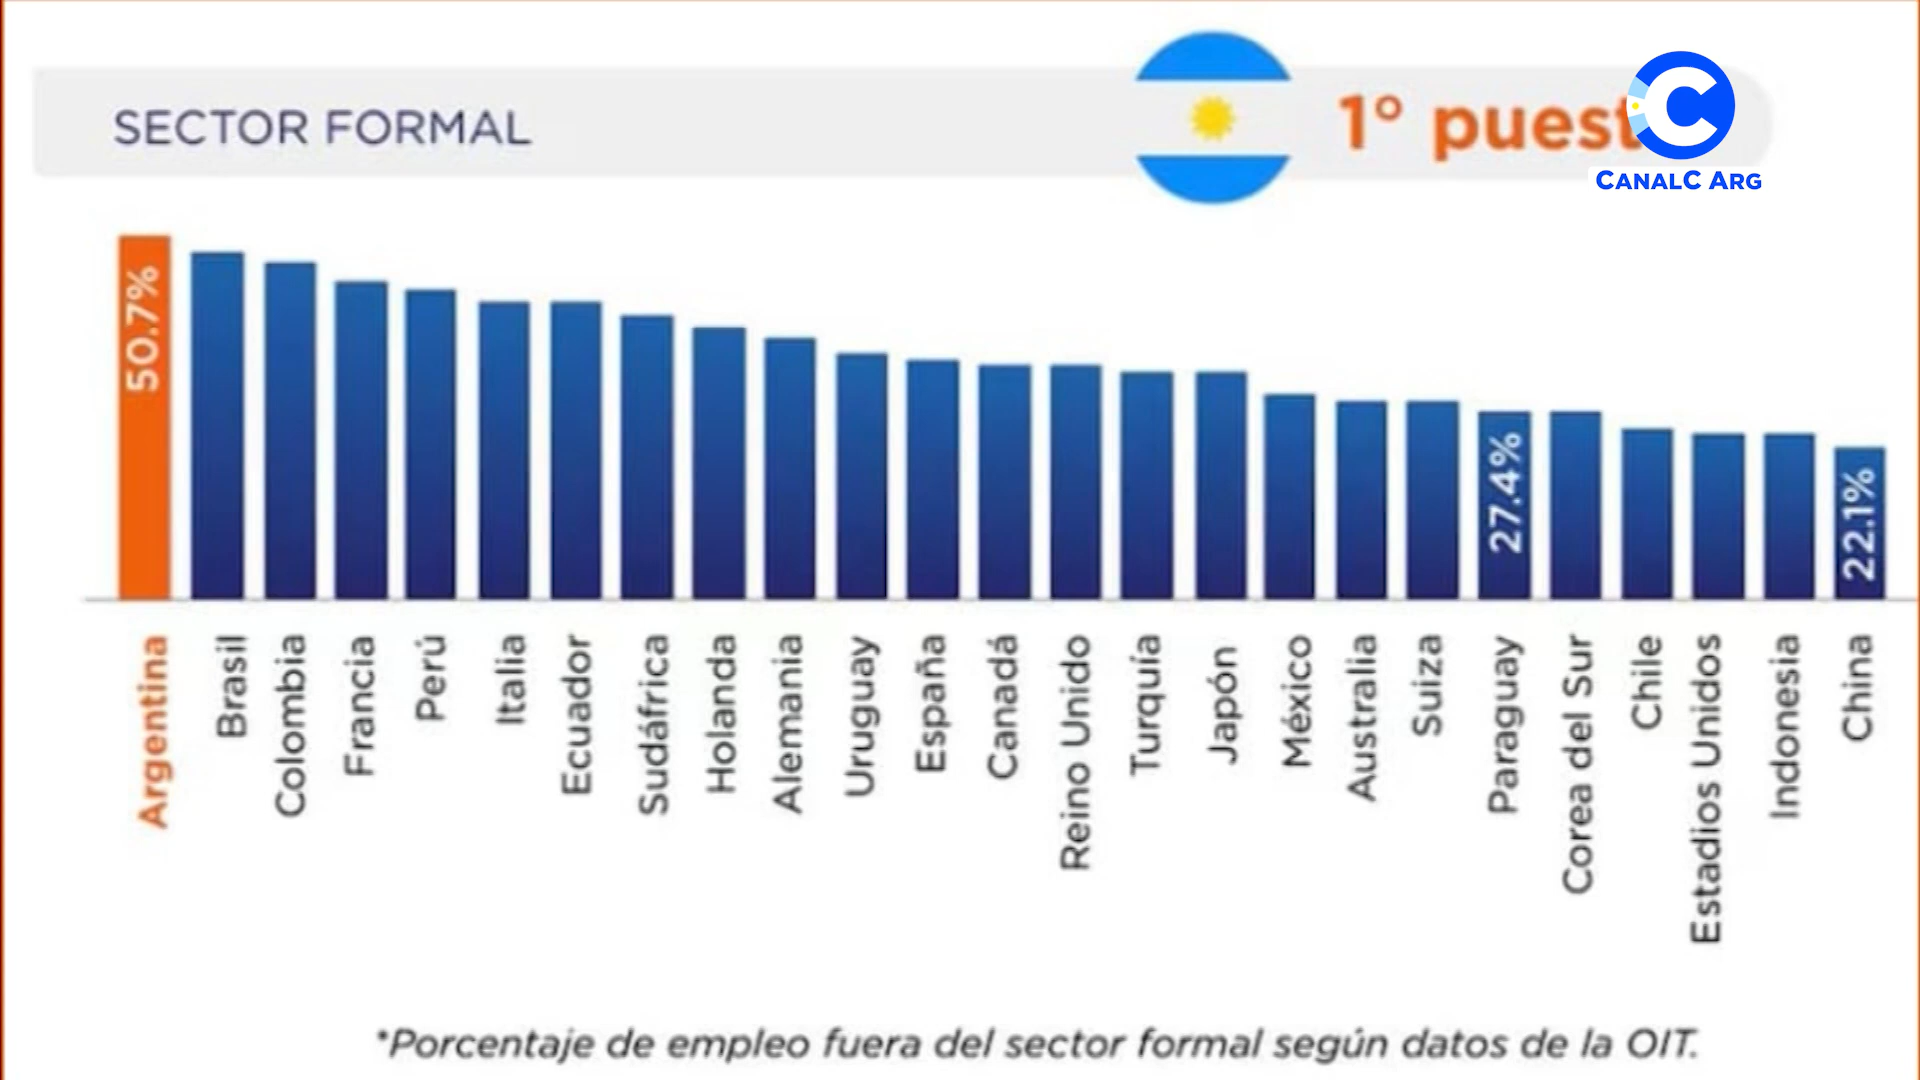 SECTOR FORMAL
1° puest
CANALC ARG
50.7%
27.4%
22.1%
Argentina
Brasil
Colombia
Francia
Perú
Italia
Ecuador
Sudáfrica
Holanda
Alemania
Uruguay
España
Canadá
Reino Unido
Turquía
Japón
México
Australia
Suiza
Paraguay
Corea del Sur
Chile
Estadios Unidos
Indonesia
China
*Porcentaje de empleo fuera del sector formal según datos de la OIT.